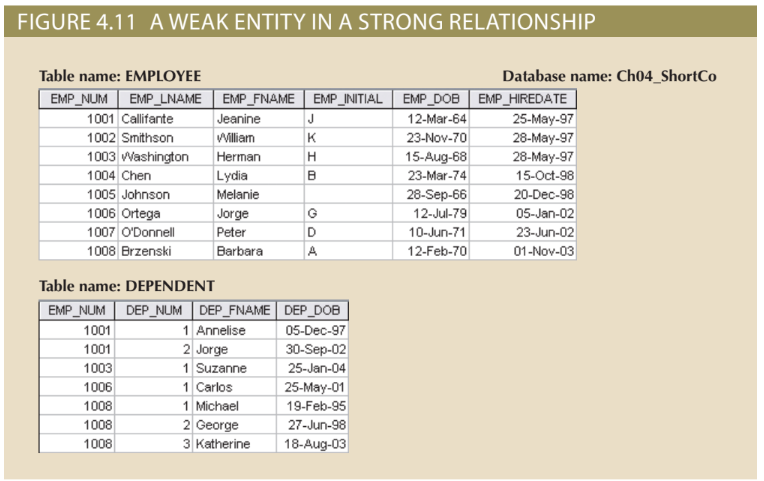 FIGURE 4.11 A WEAK ENTITY IN A STRONG RELATIONSHIP
Table name: EMPLOYEE Database name: Ch04_ShortCo
EMP_NUM EMP_LNAME EMP_FNAME EMP_INITIAL EMP_DOB EMP_HIREDATE
1001 Callifante Jeanine J 12-Mar-64 25-May-97
1002 Smithson William K 23-Nov-70 28-May-97
1003 Washington Herman H 15-Aug-68 28-May-97
1004 Chen Lydia B 23-Mar-74 15-Oct-98
1005 Johnson Melanie 28-Sep-66 20-Dec-98
1006 Ortega Jorge G 12-Jul-79 05-Jan-02
1007 O'Donnell Peter D 10-Jun-71 23-Jun-02
1008 Brzenski Barbara A 12-Feb-70 01-Nov-03
Table name: DEPENDENT
EMP_NUM DEP_NUM DEP_FNAME DEP_DOB
1001 1 Annelise 05-Dec-97
1001 2 Jorge 30-Sep-02
1003 1 Suzanne 25-Jan-04
1006 1 Carlos 25-May-01
1008 1 Michael 19-Feb-95
1008 2 George 27-Jun-98
1008 3 Katherine 18-Aug-03